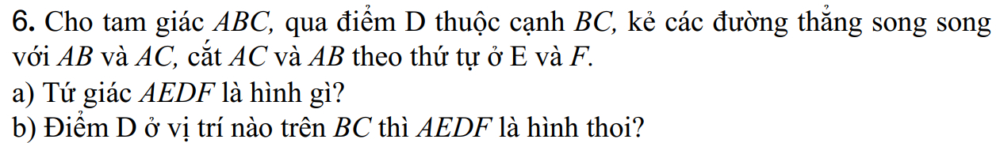 6. Cho tam giác ABC, qua điểm D thuộc cạnh BC, kẻ các đường thẳng song song
với AB và AC, cắt AC và AB theo thứ tự ở E và F.
a) Tứ giác AEDF là hình gì?
b) Điểm D ở vị trí nào trên BC thì AEDF là hình thoi?